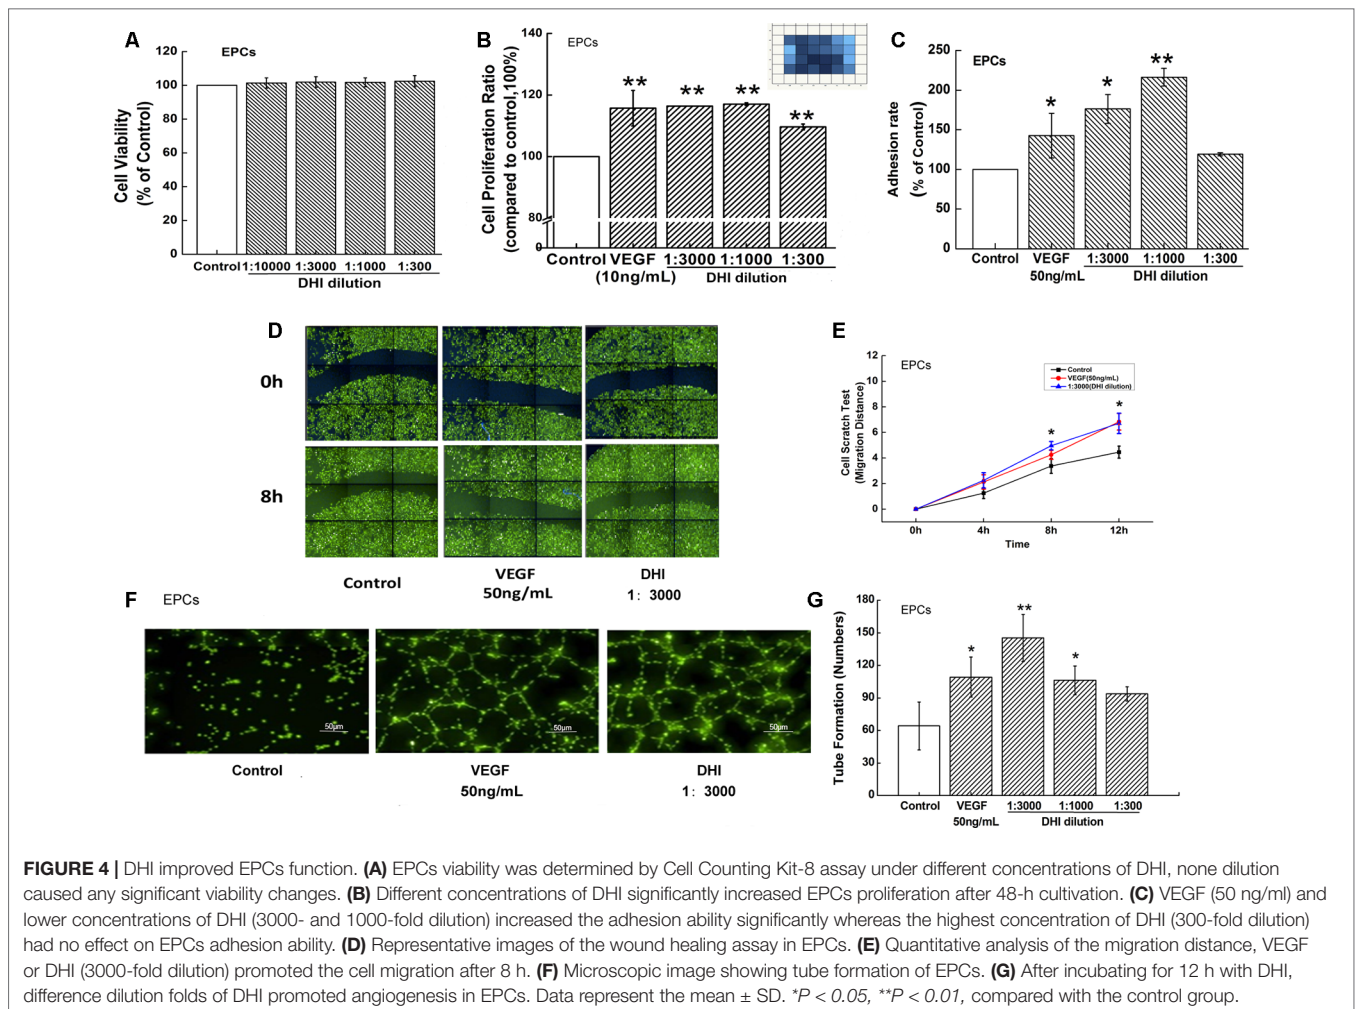 A
EPCs
Cell Viability
(% of Control)
120
100
80
60
40
20
0
Control 1:10000 1:3000 1:1000 1:300
DHI dilution
B
EPCs
Cell Proliferation Ratio
(compared to control,100%)
140
120
100
80
0
** ** ** **
Control VEGF 1:3000 1:1000 1:300
(10ng/mL) DHI dilution
C
EPCs
Adhesion rate
(% of Control)
250
200
150
100
50
0
* * **
Control VEGF 1:3000 1:1000 1:300
50ng/mL DHI dilution
D
0h
8h
Control
VEGF
50ng/mL
DHI
1: 3000
E
EPCs
Cell Scratch Test
(Migration Distance)
12
10
8
6
4
2
0
Control
VEGF(50ng/mL)
1:3000(DHI dilution)
* *
0h 4h 8h 12h
Time
F
EPCs
50μm
50μm
50μm
Control
VEGF
50ng/mL
DHI
1: 3000
G
EPCs
Tube Formation (Numbers)
180
150
120
90
60
30
0
* ** *
Control VEGF 1:3000 1:1000 1:300
50ng/mL DHI dilution
FIGURE 4 | DHI improved EPCs function. (A) EPCs viability was determined by Cell Counting Kit-8 assay under different concentrations of DHI, none dilution
caused any significant viability changes. (B) Different concentrations of DHI significantly increased EPCs proliferation after 48-h cultivation. (C) VEGF (50 ng/ml) and
lower concentrations of DHI (3000- and 1000-fold dilution) increased the adhesion ability significantly whereas the highest concentration of DHI (300-fold dilution)
had no effect on EPCs adhesion ability. (D) Representative images of the wound healing assay in EPCs. (E) Quantitative analysis of the migration distance, VEGF
or DHI (3000-fold dilution) promoted the cell migration after 8 h. (F) Microscopic image showing tube formation of EPCs. (G) After incubating for 12 h with DHI,
difference dilution folds of DHI promoted angiogenesis in EPCs. Data represent the mean ± SD. *P < 0.05, **P < 0.01, compared with the control group.